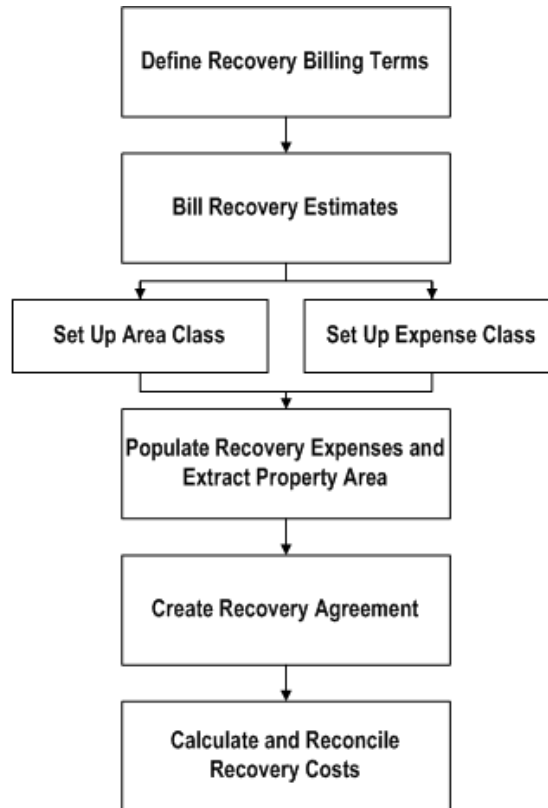 Define Recovery Billing Terms
Bill Recovery Estimates
Set Up Area Class
Set Up Expense Class
Populate Recovery Expenses and
Extract Property Area
Create Recovery Agreement
Calculate and Reconcile
Recovery Costs